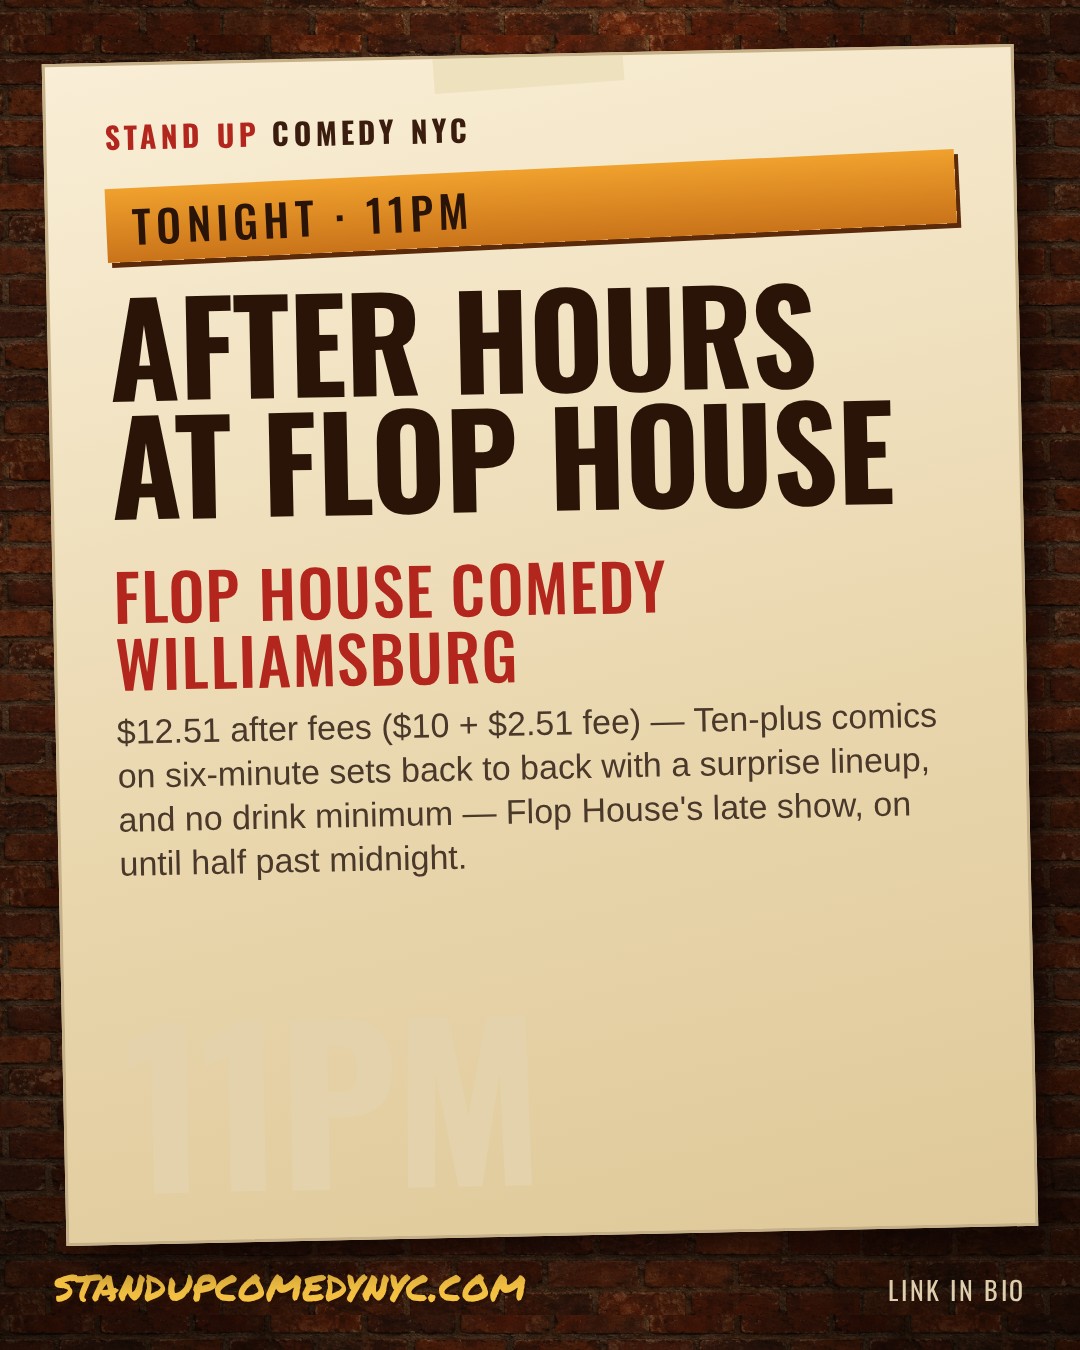 STAND UP COMEDY NYC
TONIGHT · 11PM
AFTER HOURS
AT FLOP HOUSE
FLOP HOUSE COMEDY
WILLIAMSBURG
$12.51 after fees ($10 + $2.51 fee) — Ten-plus comics
on six-minute sets back to back with a surprise lineup,
and no drink minimum — Flop House's late show, on
until half past midnight.
11PM
STANDUPCOMEDYNYC.COM
LINK IN BIO